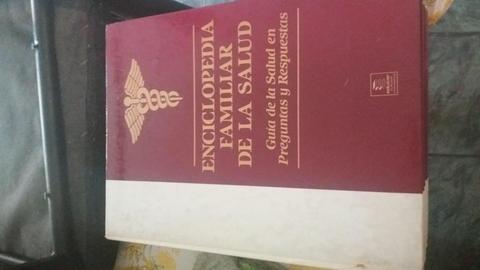 ENCICLOPEDIA
FAMILIAR
DE LA SALUD
Guía de la Salud en
Preguntas y Respuestas